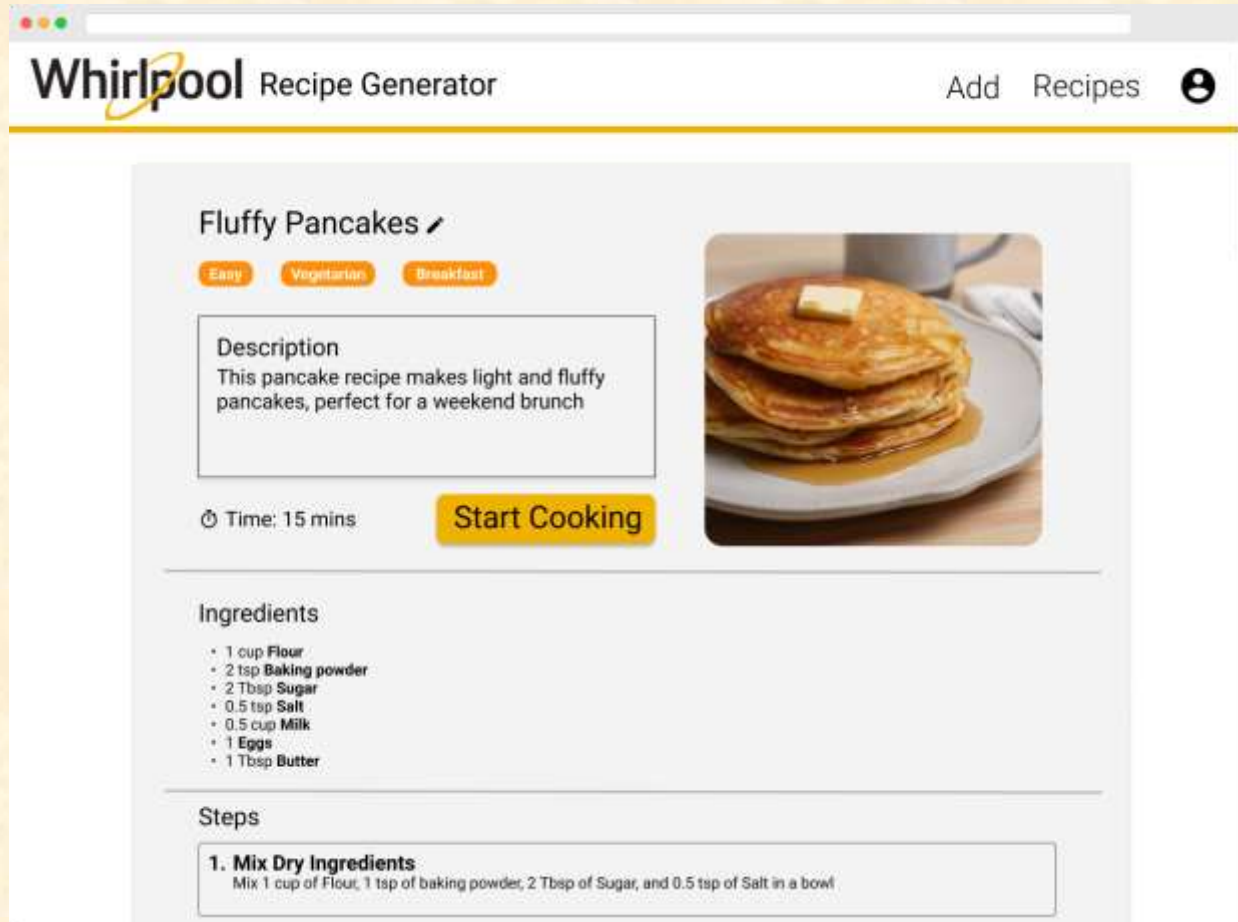 Whirlpool Recipe Generator
Add Recipes
Fluffy Pancakes
Easy Vegetarian Breakfast
Description
This pancake recipe makes light and fluffy
pancakes, perfect for a weekend brunch
Time: 15 mins
Start Cooking
Ingredients
• 1 cup Flour
• 2 tsp Baking powder
• 2 Tbsp Sugar
• 0.5 tsp Salt
• 0.5 cup Milk
• 1 Eggs
• 1 Tbsp Butter
Steps
1. Mix Dry Ingredients
Mix 1 cup of Flour, 1 tsp of baking powder, 2 Tbsp of Sugar, and 0.5 tsp of Salt in a bowl